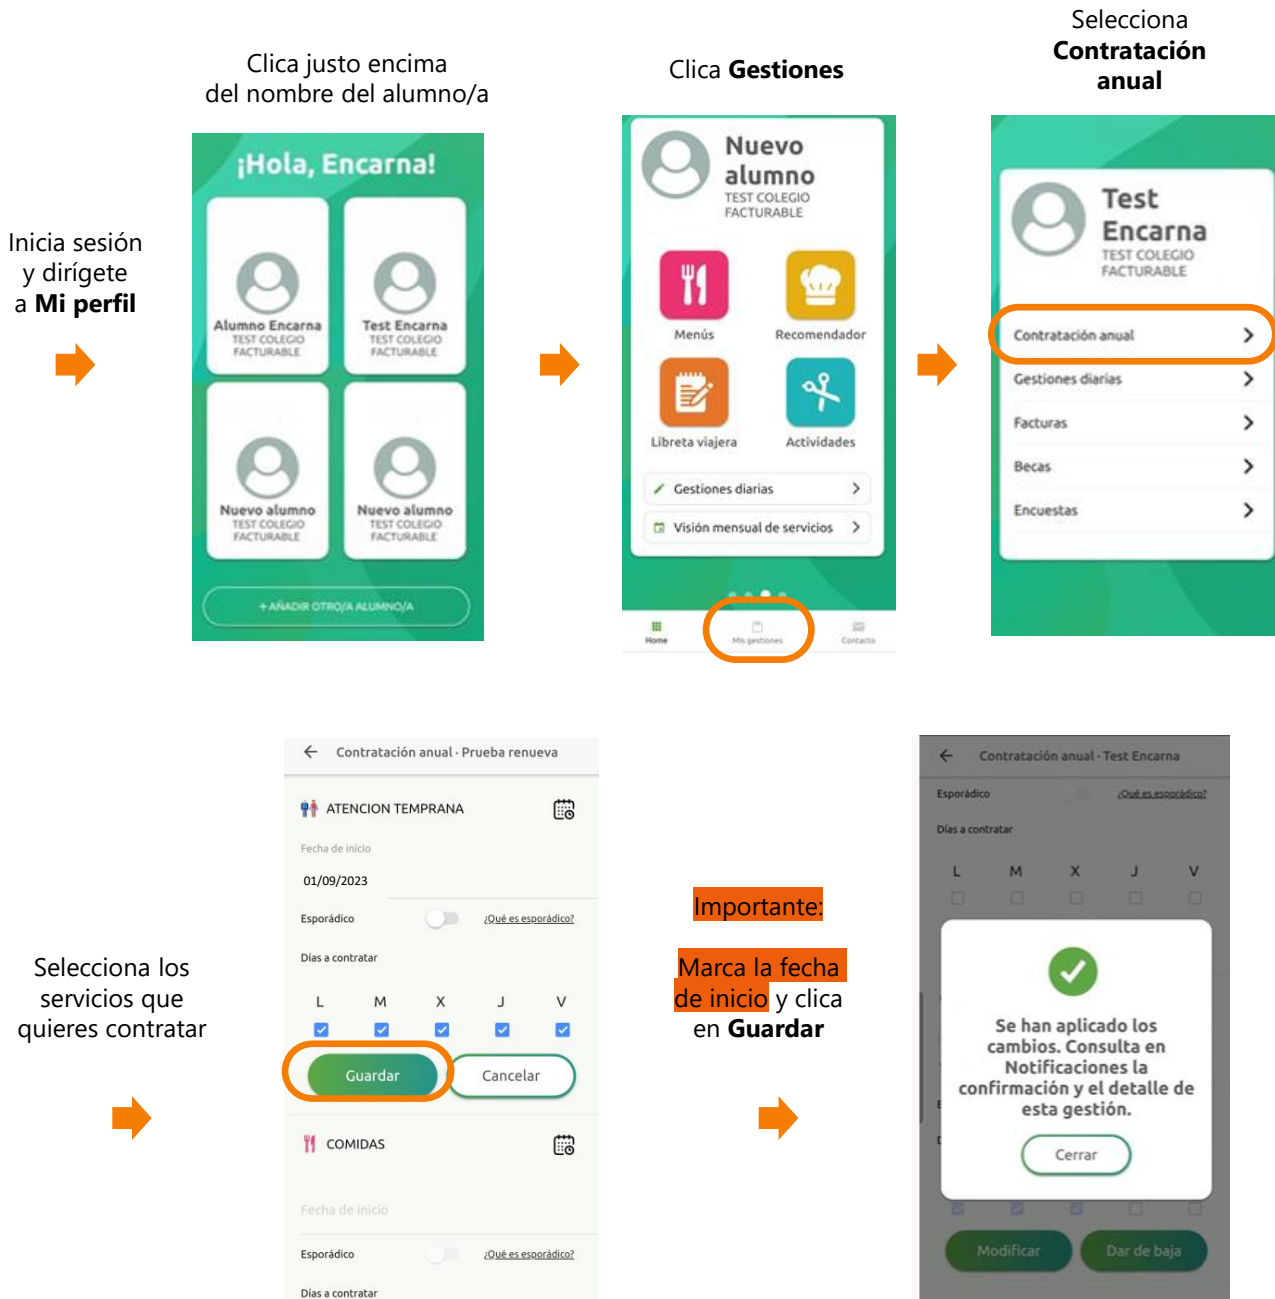 Inicia sesión
y dirígete
a Mi perfil
Clica justo encima
del nombre del alumno/a
¡Hola, Encarna!
Alumno Encarna
TEST COLEGIO
FACTURABLE
Test Encarna
TEST COLEGIO
FACTURABLE
Nuevo alumno
TEST COLEGIO
FACTURABLE
Nuevo alumno
TEST COLEGIO
FACTURABLE
+ AÑADIR OTRO/A ALUMNO/A
Clica Gestiones
Nuevo
alumno
TEST COLEGIO
FACTURABLE
Menús
Recomendador
Libreta viajera
Actividades
Gestiones diarias
Visión mensual de servicios
Home
Mis gestiones
Contacto
Selecciona
Contratación
anual
Test
Encarna
TEST COLEGIO
FACTURABLE
Contratación anual
Gestiones diarias
Facturas
Becas
Encuestas
Selecciona los
servicios que
quieres contratar
Contratación anual · Prueba renueva
ATENCION TEMPRANA
Fecha de inicio
01/09/2023
Esporádico ¿Qué es esporádico?
Días a contratar
L M X J V
Guardar Cancelar
COMIDAS
Fecha de inicio
Esporádico ¿Qué es esporádico?
Días a contratar
Importante:
Marca la fecha
de inicio y clica
en Guardar
Contratación anual · Test Encarna
Esporádico ¿Qué es esporádico?
Días a contratar
L M X J V
Se han aplicado los
cambios. Consulta en
Notificaciones la
confirmación y el detalle de
esta gestión.
Cerrar
Modificar Dar de baja